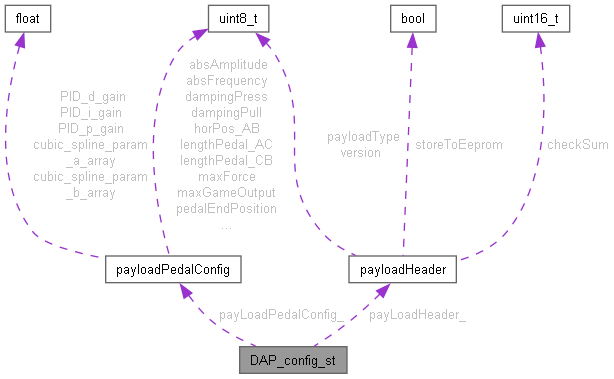 float
uint8_t
bool
uint16_t
PID_d_gain
PID_i_gain
PID_p_gain
cubic_spline_param
_a_array
cubic_spline_param
_b_array
absAmplitude
absFrequency
dampingPress
dampingPull
horPos_AB
lengthPedal_AC
lengthPedal_CB
maxForce
maxGameOutput
pedalEndPosition
...
payloadType
version
storeToEeprom
checkSum
payloadPedalConfig
payloadHeader
payLoadPedalConfig_
payLoadHeader_
DAP_config_st